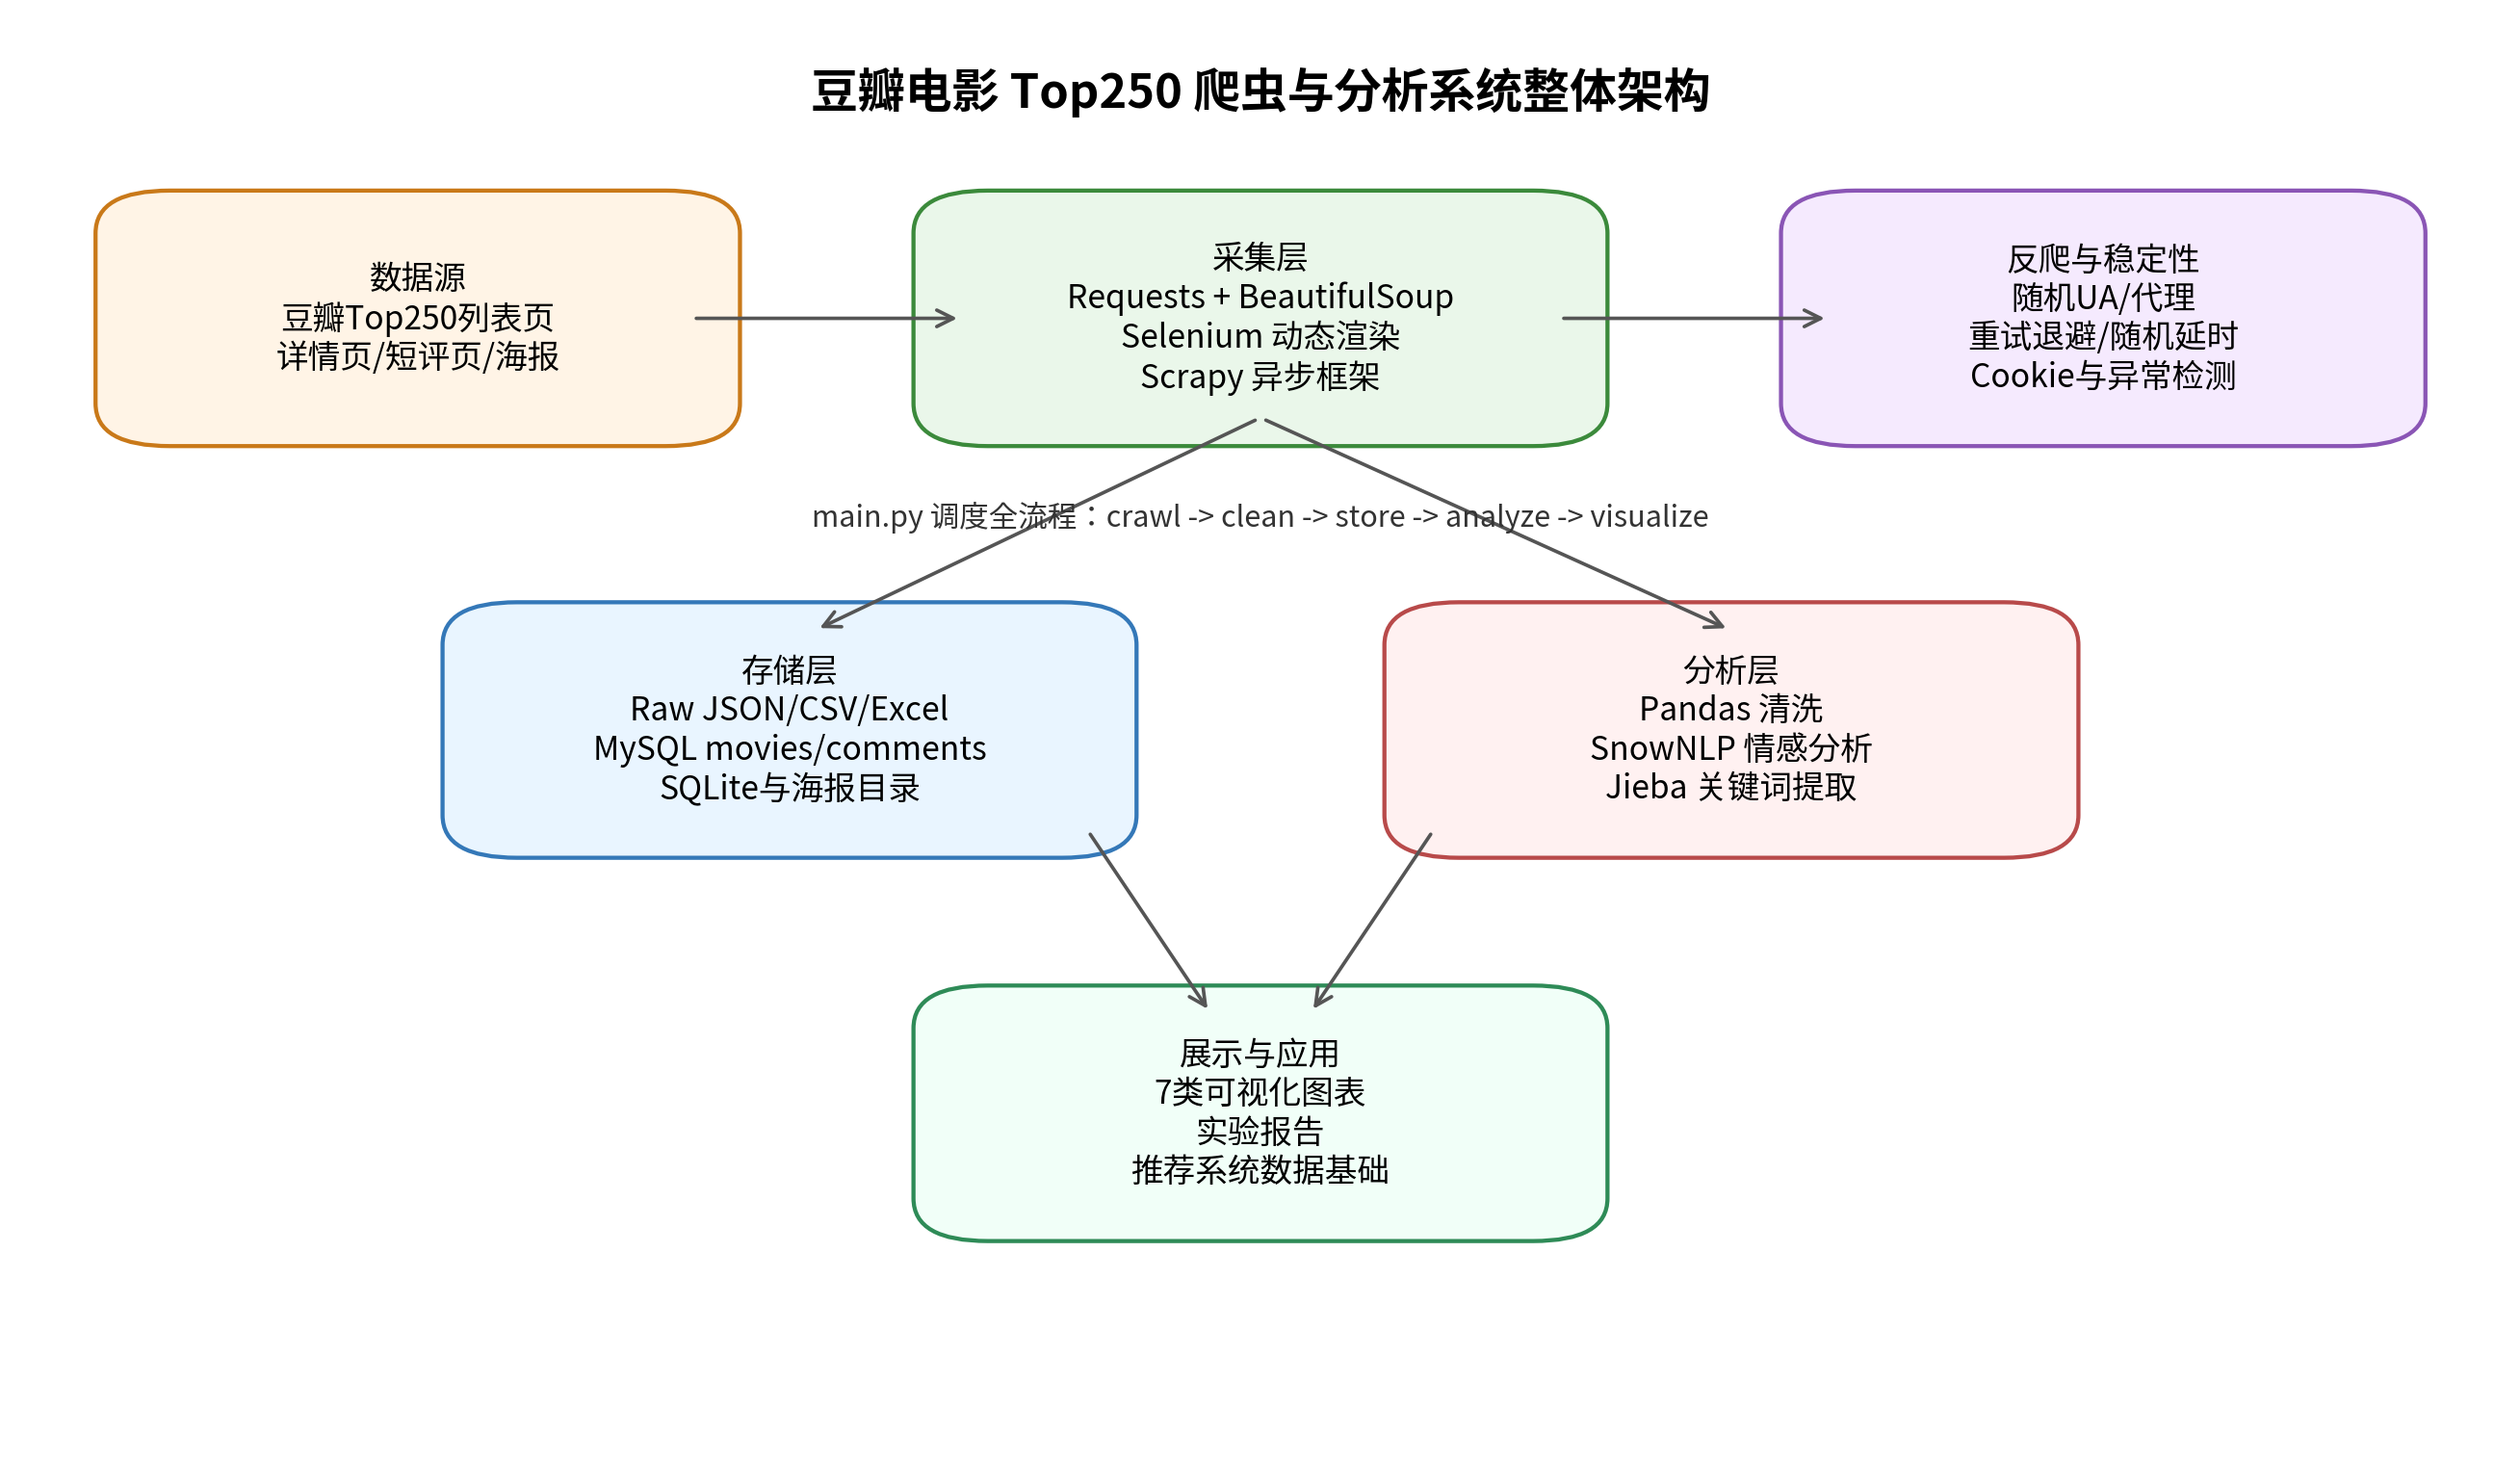 豆瓣电影 Top250 爬虫与分析系统整体架构
数据源
豆瓣Top250列表页
详情页/短评页/海报
采集层
Requests + BeautifulSoup
Selenium 动态渲染
Scrapy 异步框架
反爬与稳定性
随机UA/代理
重试退避/随机延时
Cookie与异常检测
main.py 调度全流程：crawl -> clean -> store -> analyze -> visualize
存储层
Raw JSON/CSV/Excel
MySQL movies/comments
SQLite与海报目录
分析层
Pandas 清洗
SnowNLP 情感分析
Jieba 关键词提取
展示与应用
7类可视化图表
实验报告
推荐系统数据基础